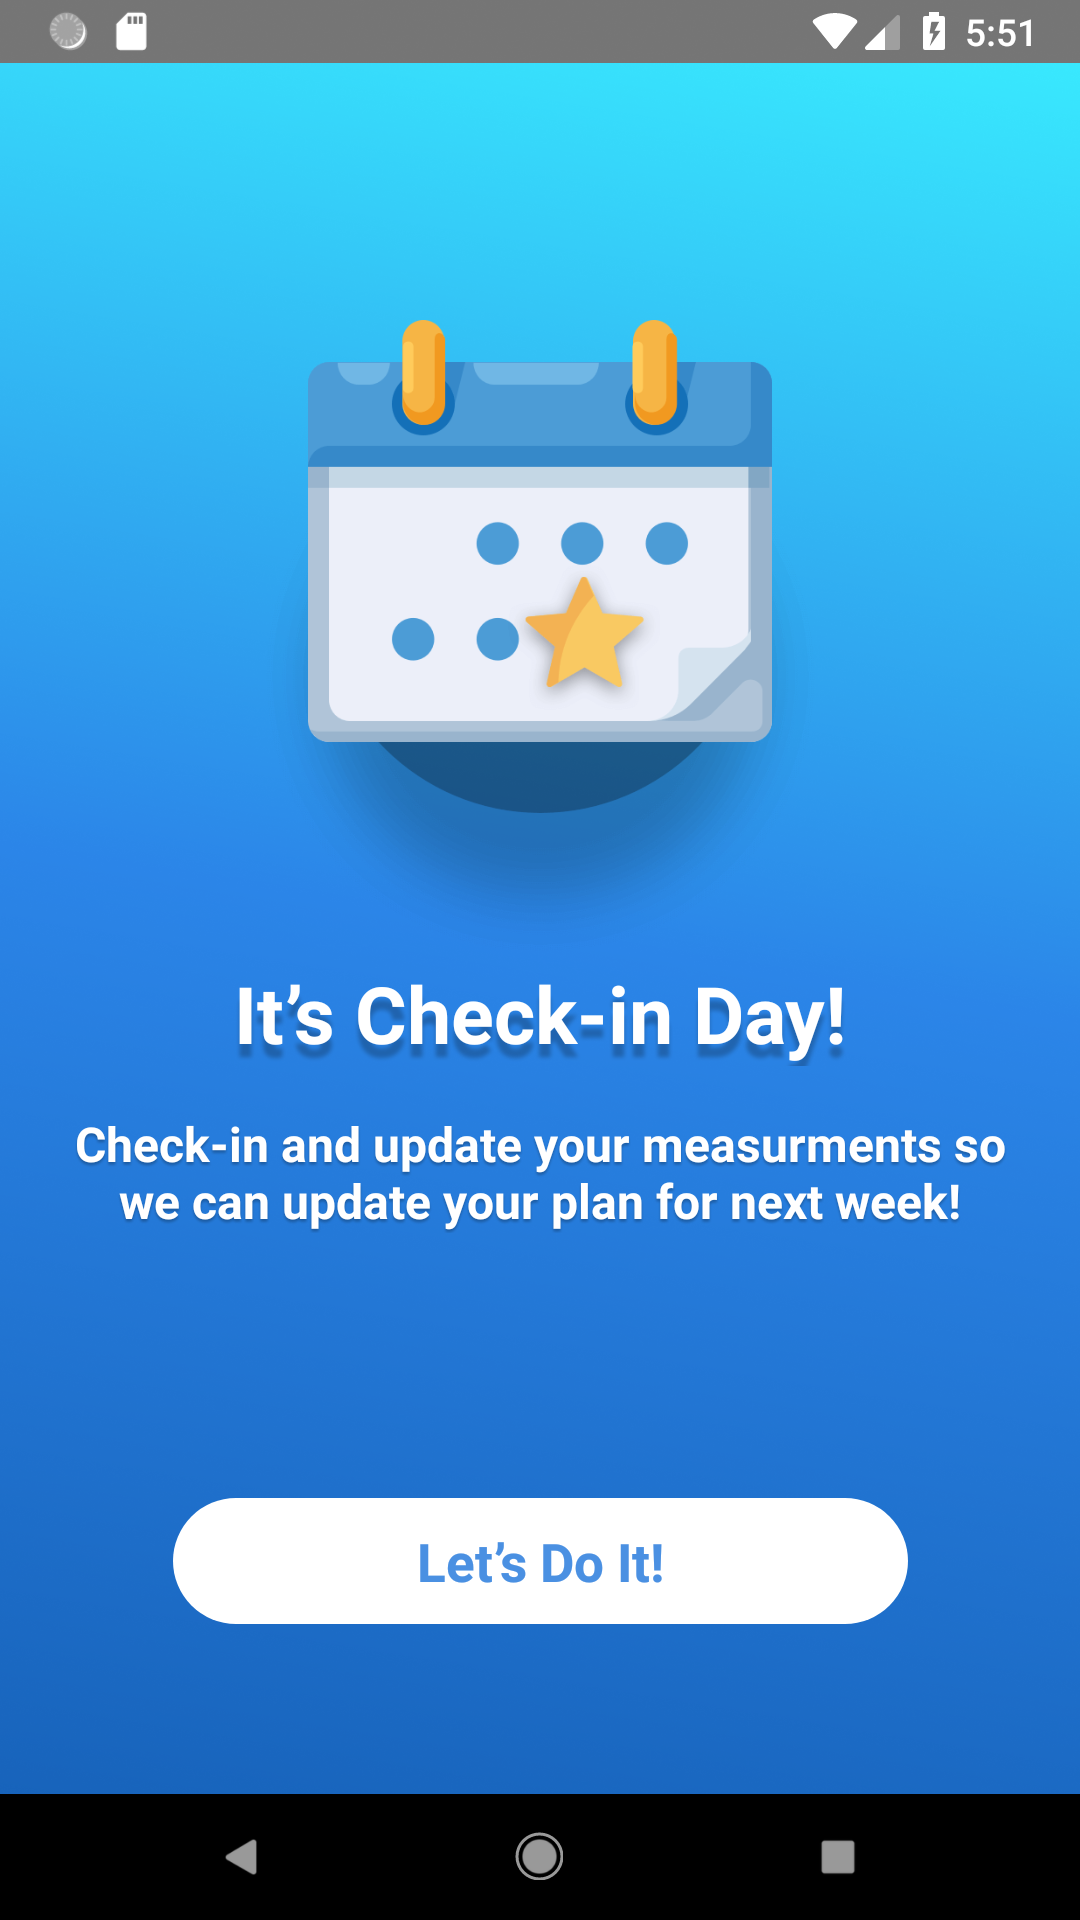 5:51
It’s Check-in Day!
Check-in and update your measurments so
we can update your plan for next week!
Let’s Do It!